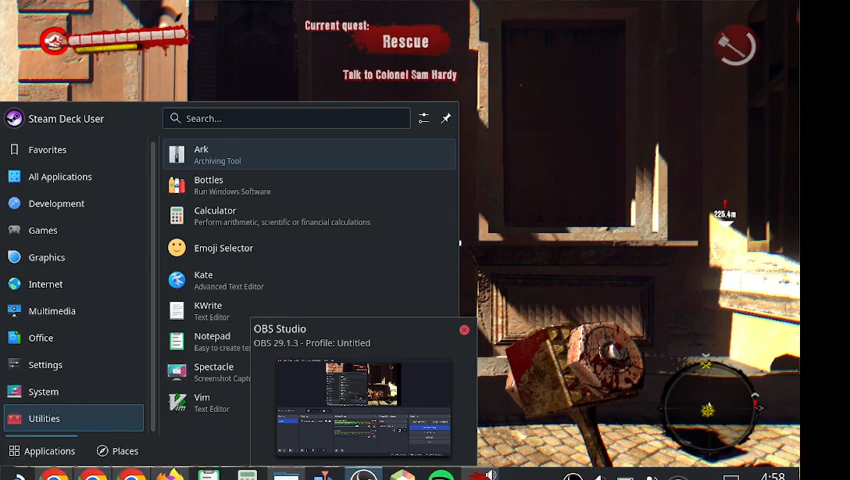 Current quest:
Rescue
Talk to Colonel Sam Hardy
Steam Deck User
Search...
Favorites
All Applications
Development
Games
Graphics
Internet
Multimedia
Office
Settings
System
Utilities
Ark
Archiving Tool
Bottles
Run Windows Software
Calculator
Perform arithmetic, scientific or financial calculations
Emoji Selector
Kate
Advanced Text Editor
KWrite
Text Editor
Notepad
Easy to create te
Spectacle
Screenshot Capt
Vim
Text Editor
OBS Studio
OBS 29.1.3 - Profile: Untitled
225.4m
Applications
Places
4:58